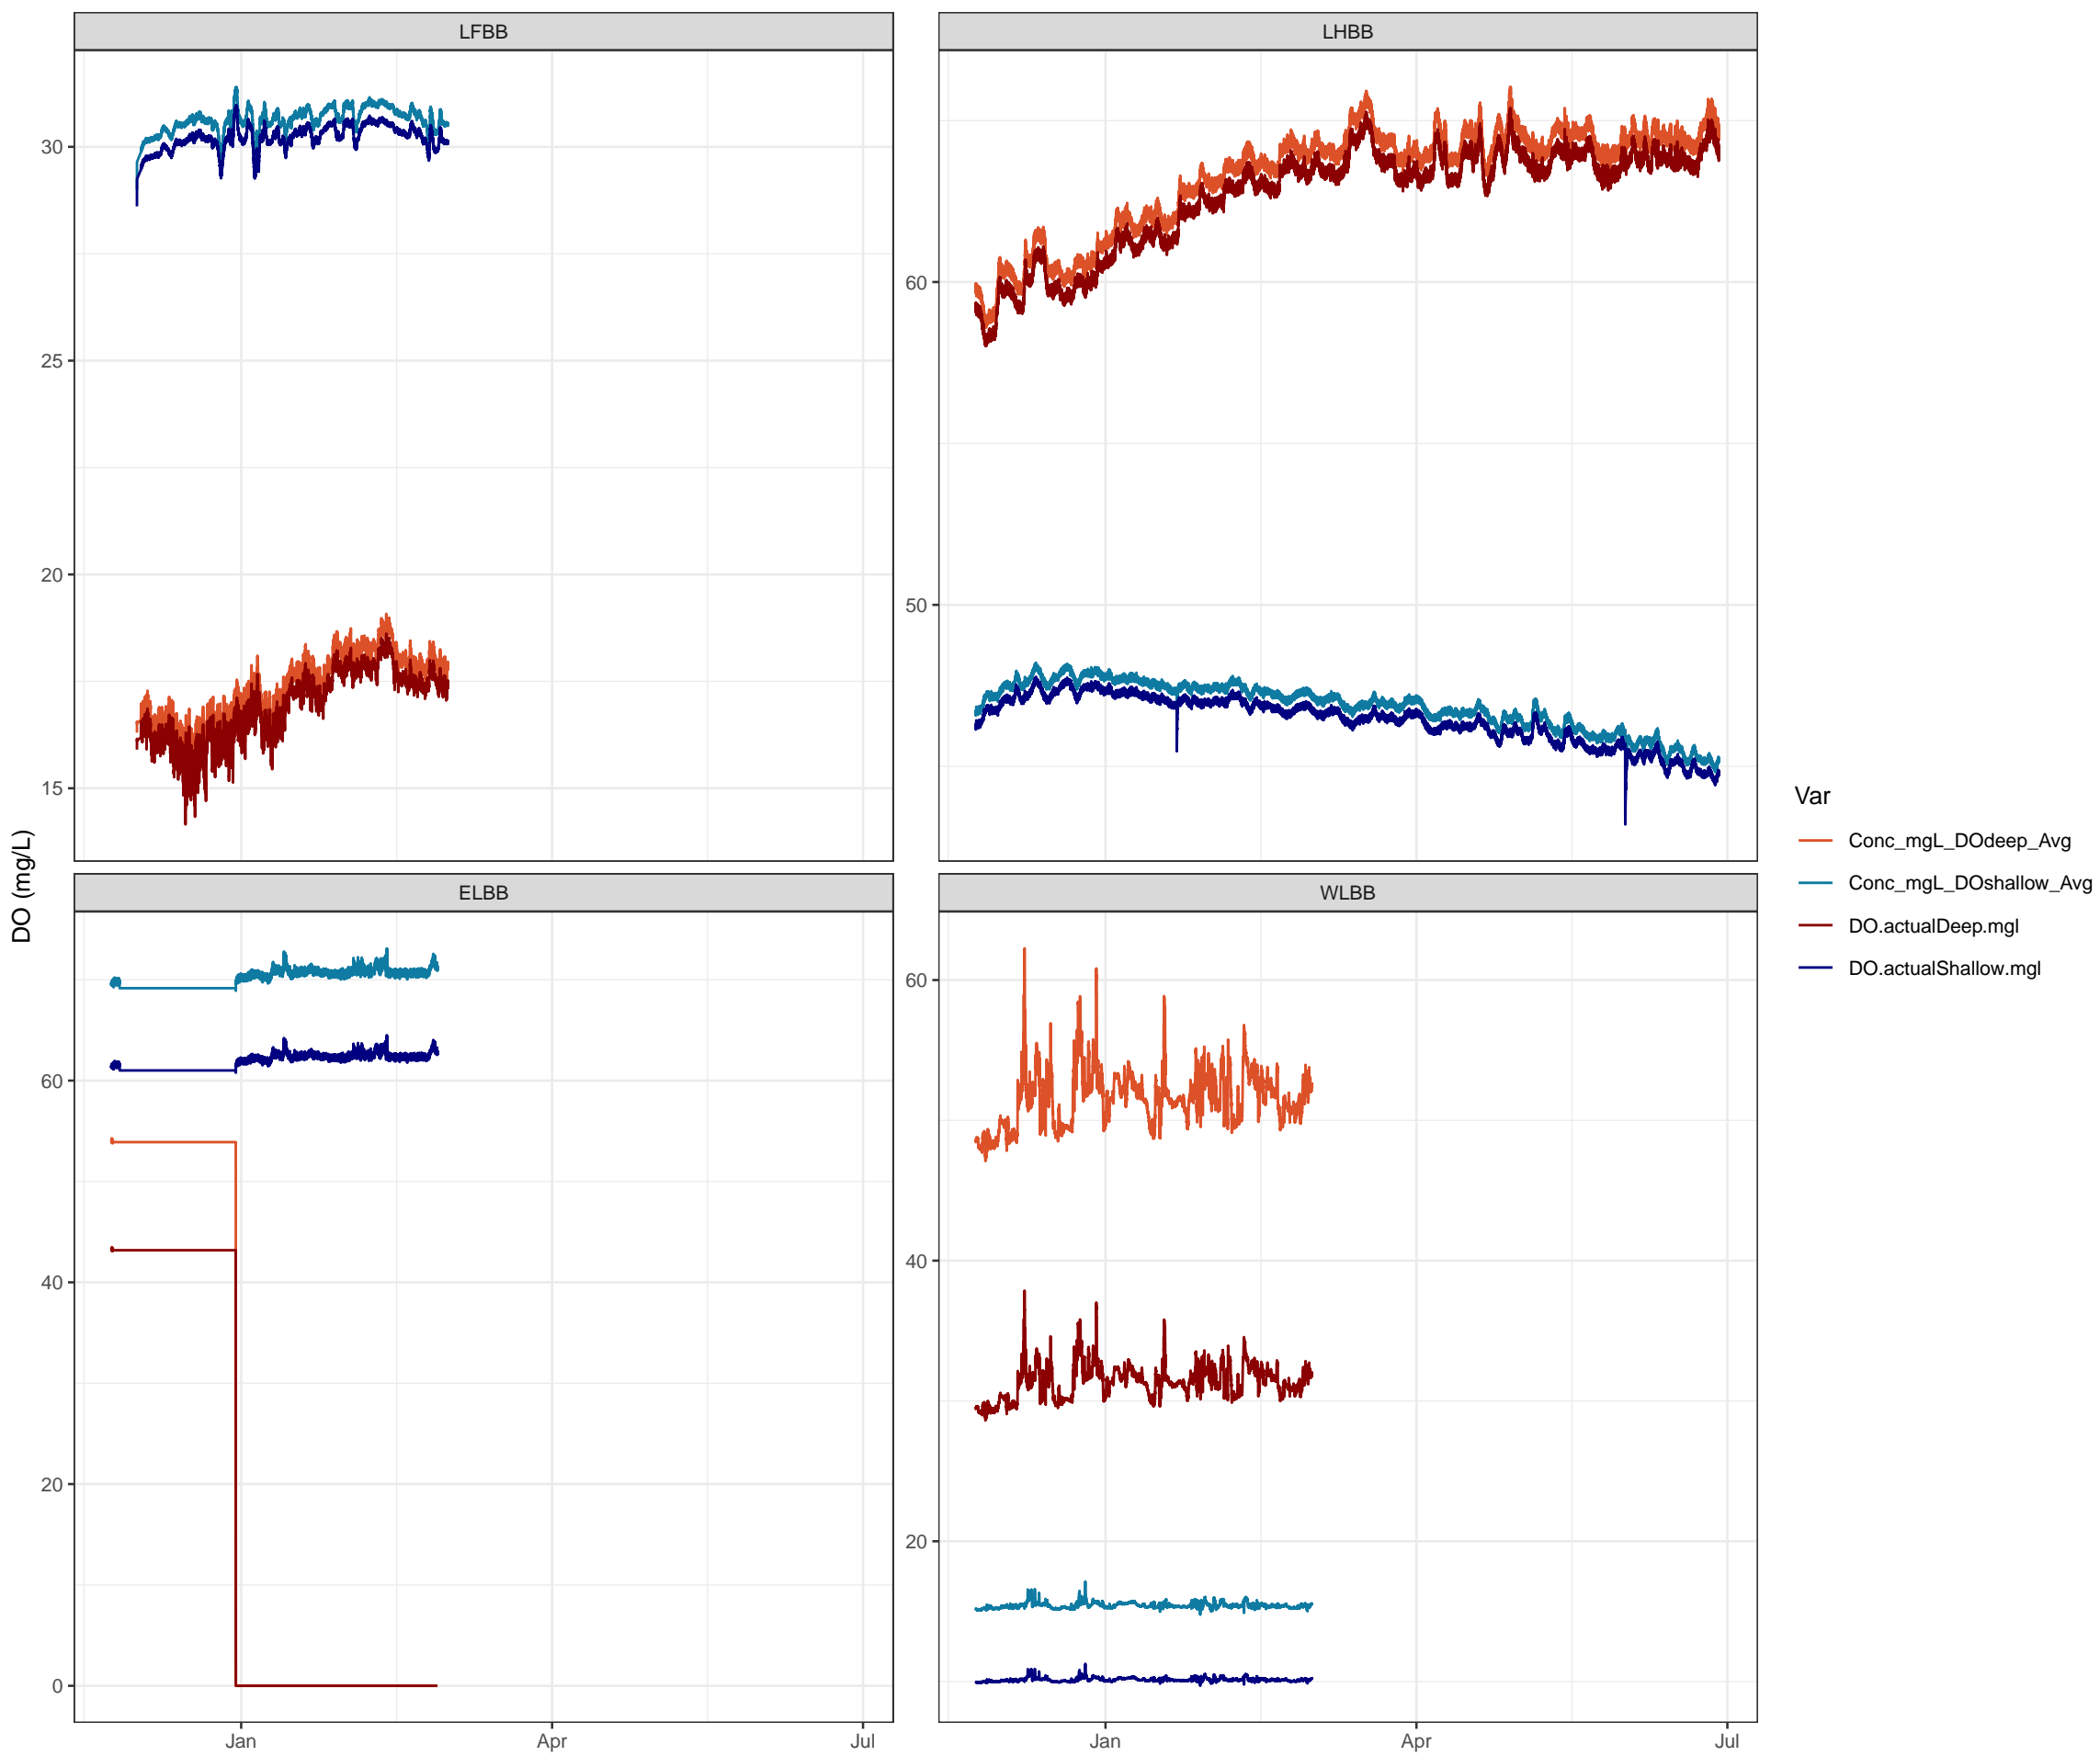 LFBB
LHBB
30
25
20
15
60
50
DO (mg/L)
ELBB
WLBB
60
40
20
0
60
40
20
Jan
Apr
Jul
Jan
Apr
Jul
Var
Conc_mgL_DOdeep_Avg
Conc_mgL_DOshallow_Avg
DO.actualDeep.mgl
DO.actualShallow.mgl